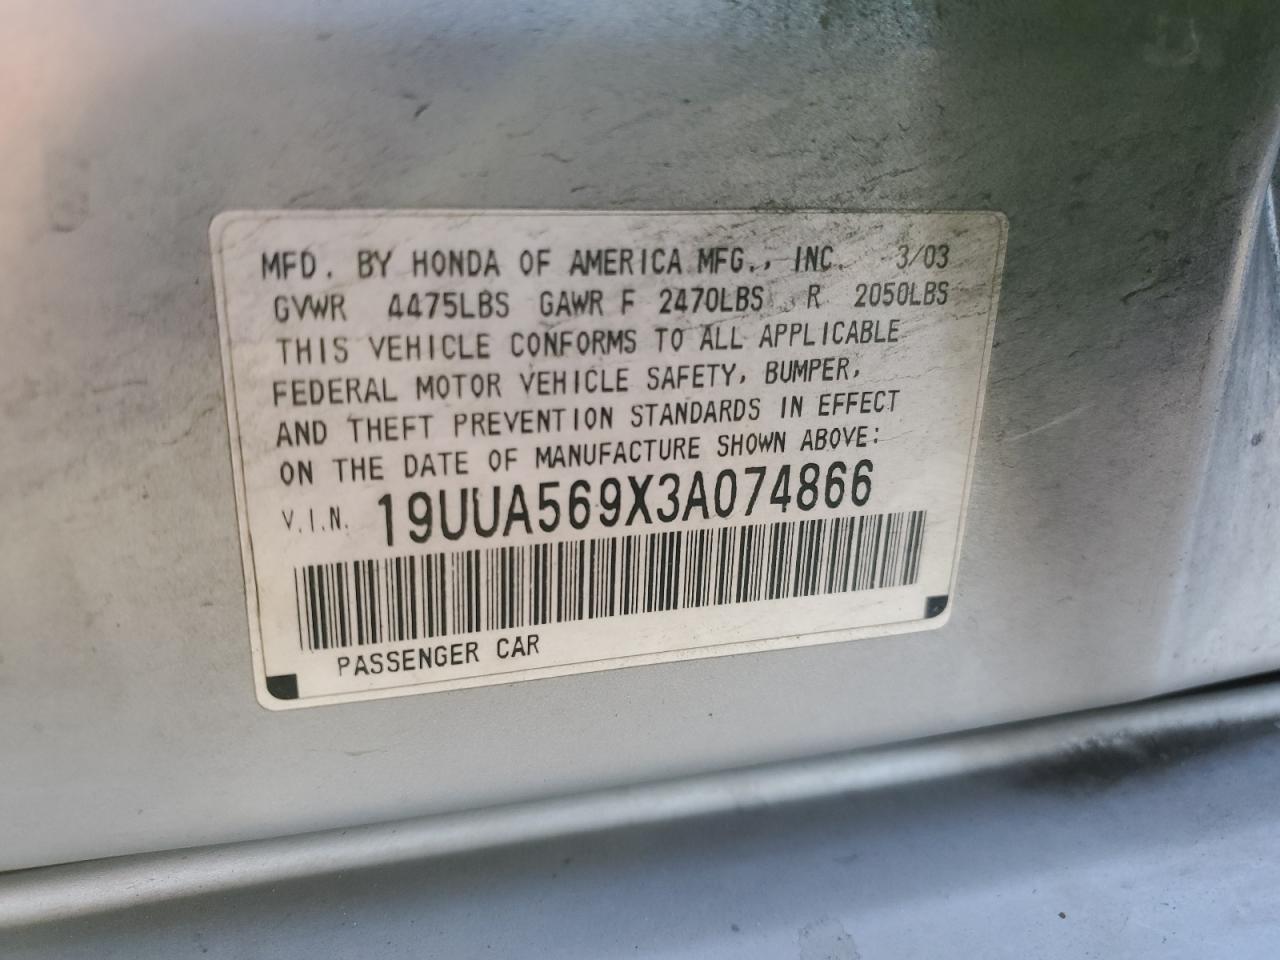 MFD. BY HONDA OF AMERICA MFG., INC. 3/03
GVWR 4475LBS GAWR F 2470LBS R 2050LBS
THIS VEHICLE CONFORMS TO ALL APPLICABLE
FEDERAL MOTOR VEHICLE SAFETY, BUMPER,
AND THEFT PREVENTION STANDARDS IN EFFECT
ON THE DATE OF MANUFACTURE SHOWN ABOVE:
V.I.N. 19UUA569X3A074866
PASSENGER CAR